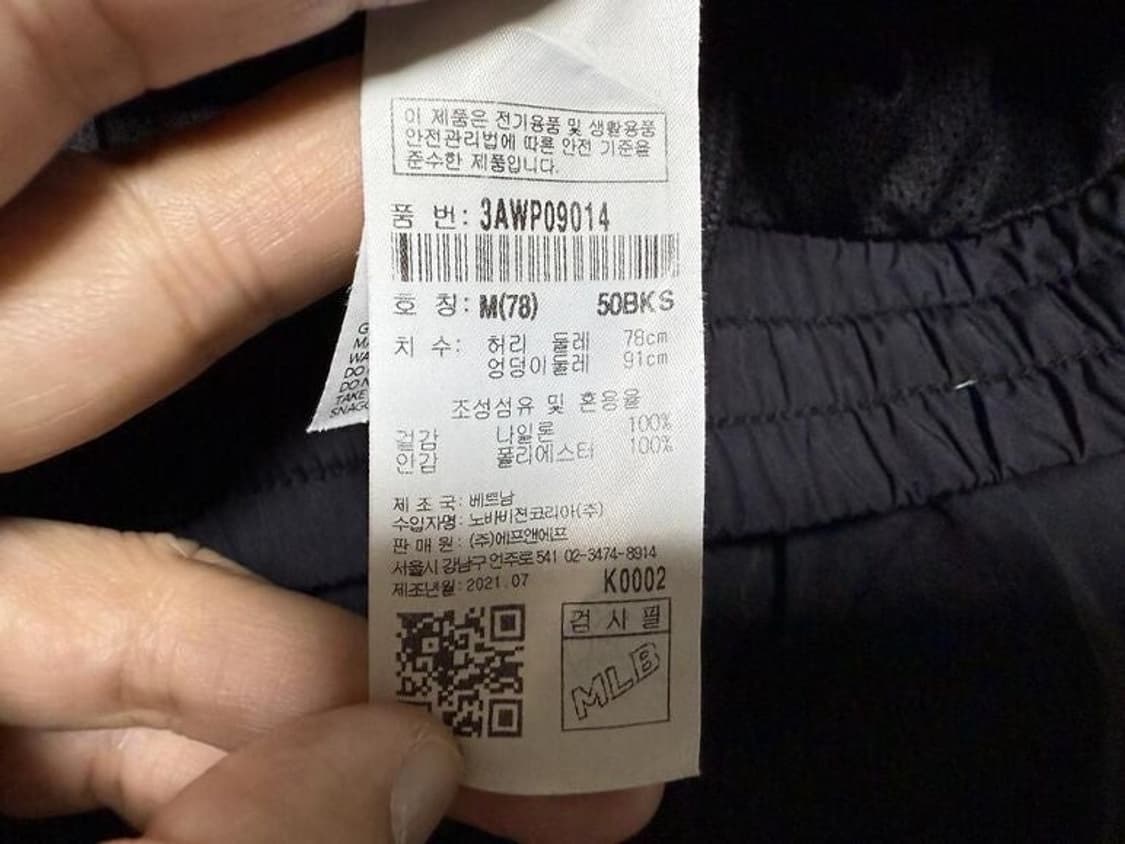 이 제품은 전기용품 및 생활용품
안전관리법에 따른 안전 기준을
준수한 제품입니다.
품 번: 3AWP09014
호 칭: M(78) 50BKS
치 수: 허리 둘레 78cm
엉덩이둘레 91cm
조성섬유 및 혼용율
겉감 나일론 100%
안감 폴리에스터 100%
제 조 국: 베트남
수입자명: 노바비젼코리아(주)
판 매 원: (주)에프앤에프
서울시 강남구 언주로 541 02-3474-8914
제조년월: 2021.07 K0002
검 사 필
MLB
DO
TAKE
SNAG